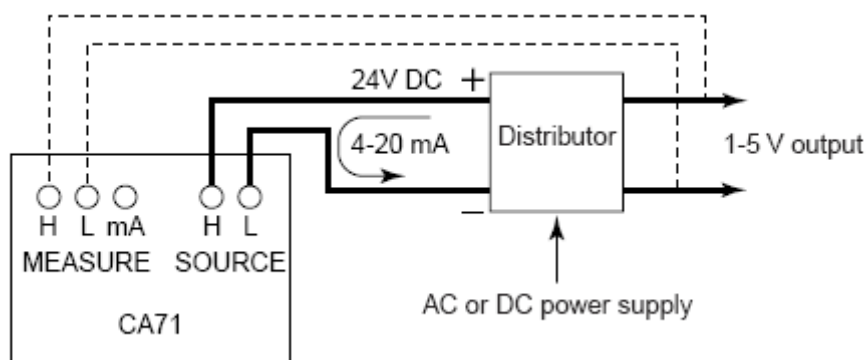 24V DC
+
Distributor
4-20 mA
1-5 V output
−
H L mA H L
MEASURE SOURCE
CA71
AC or DC power supply